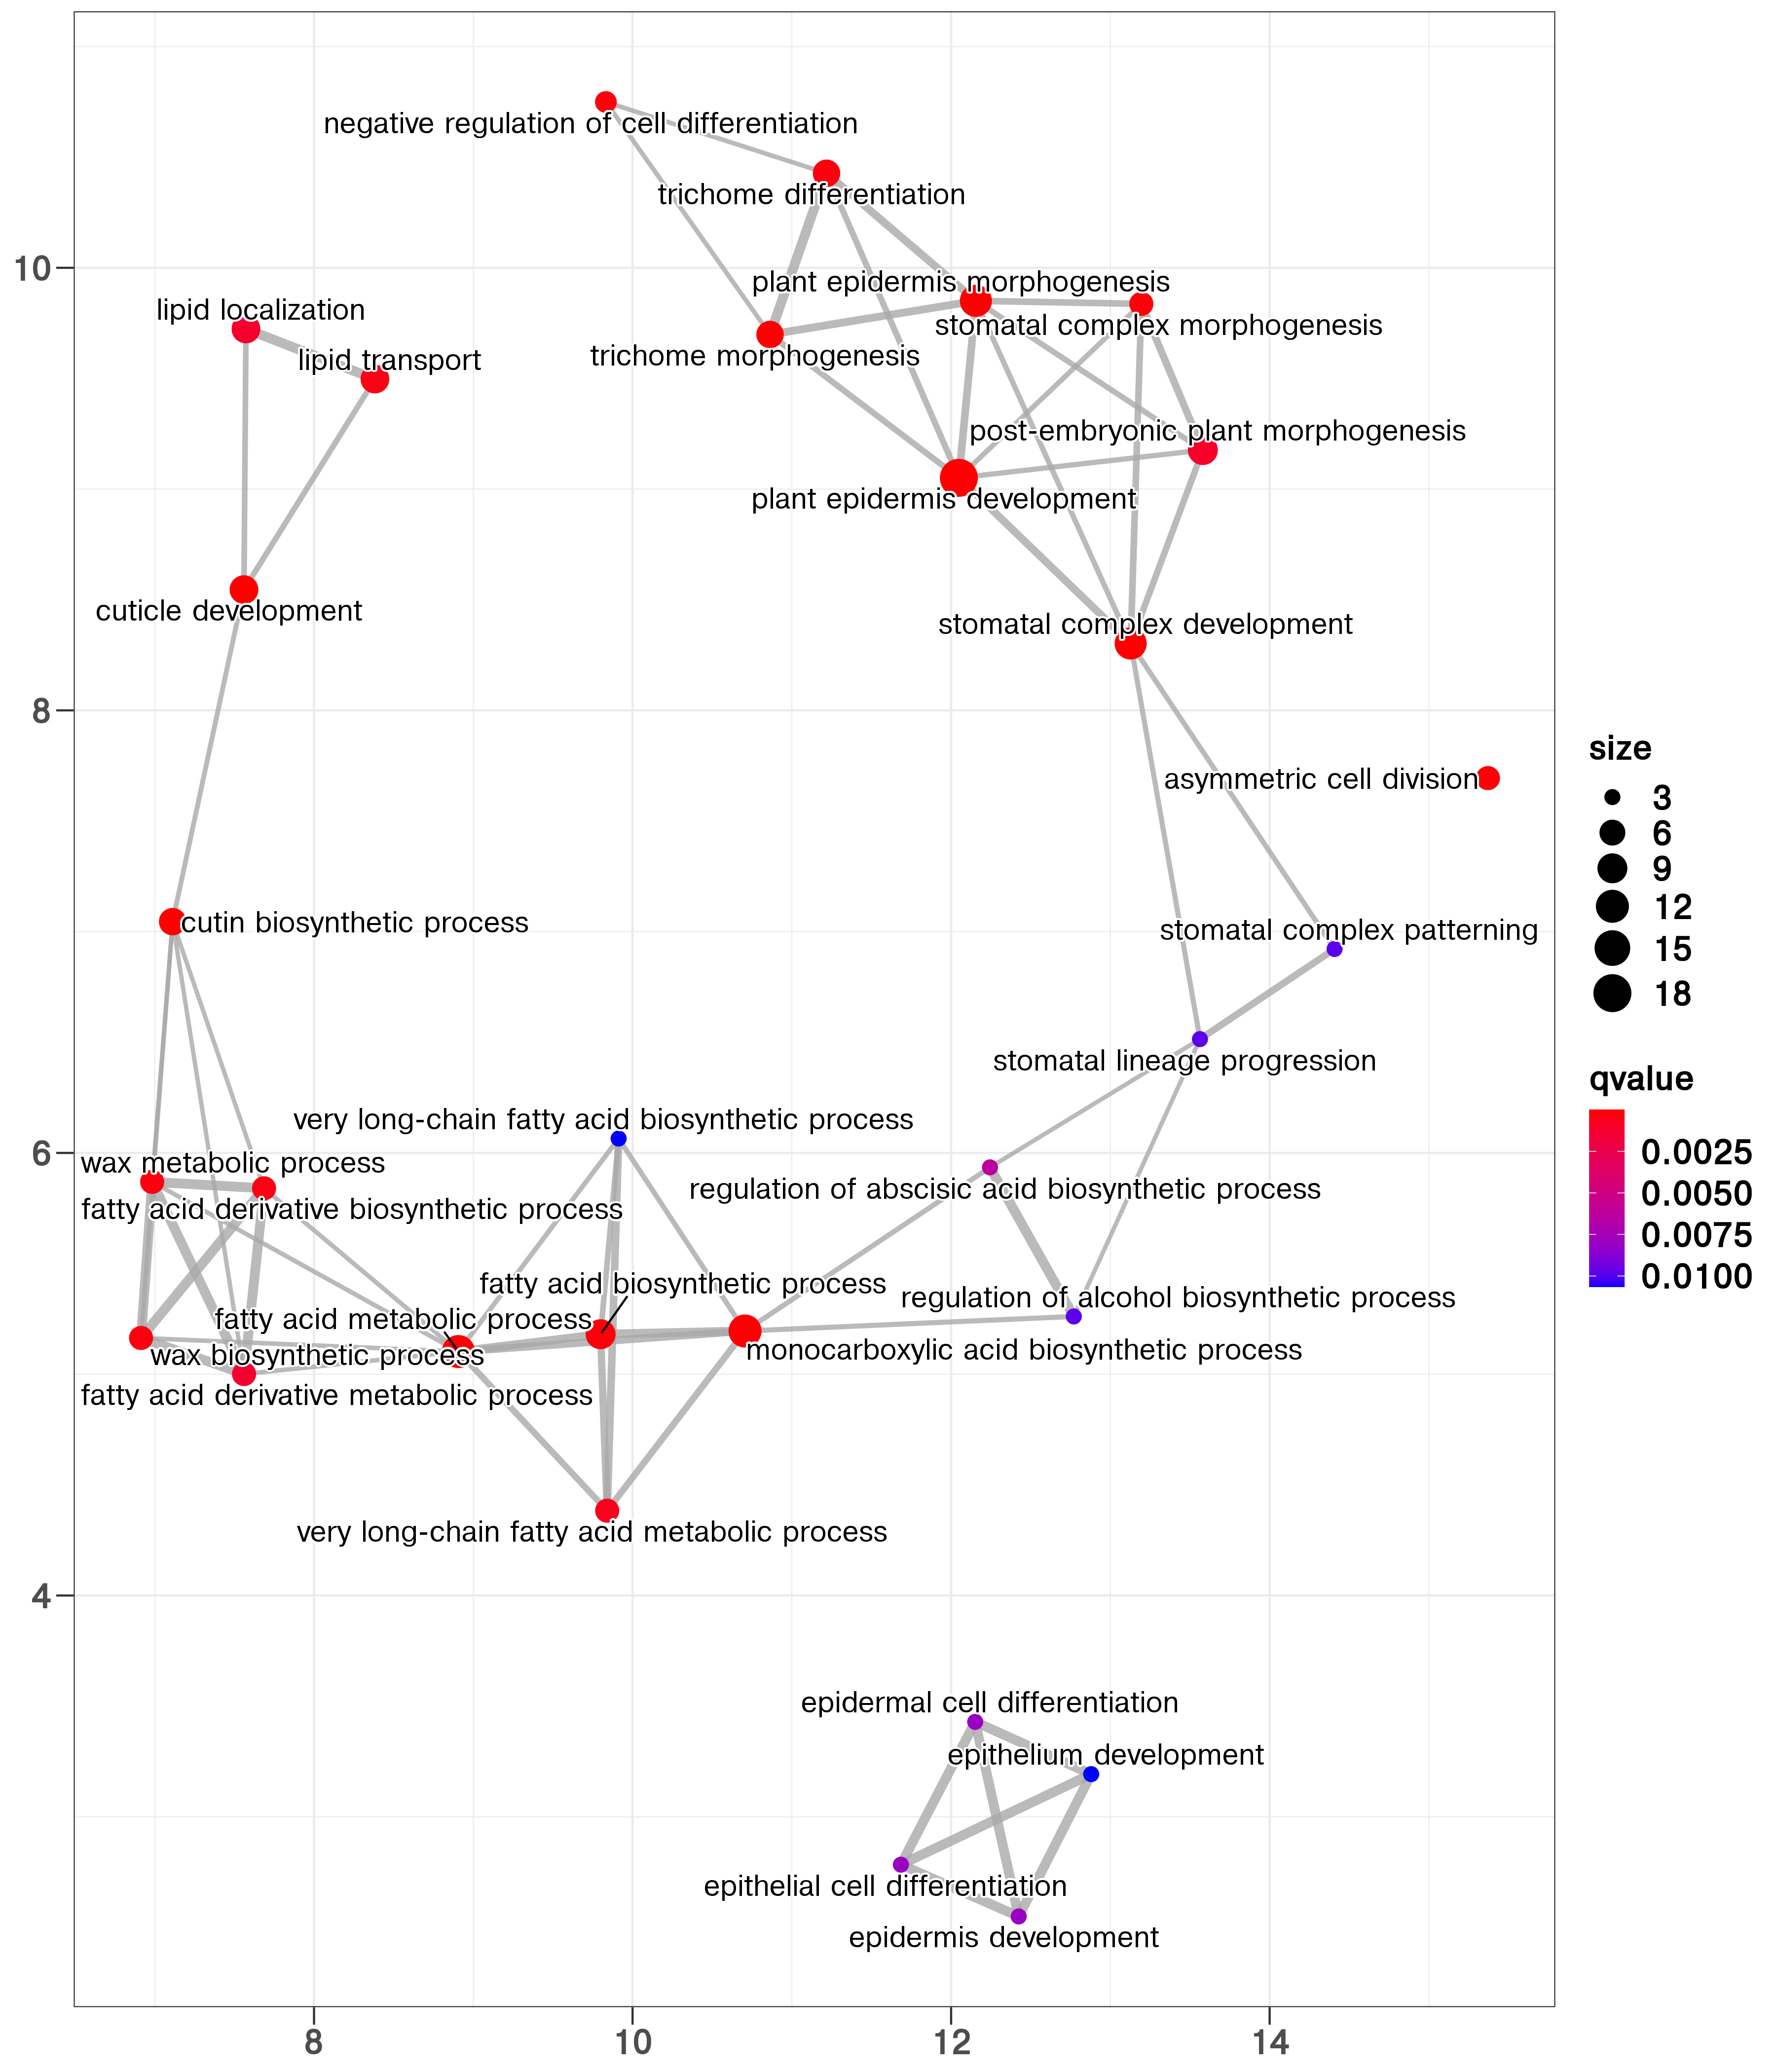 negative regulation of cell differentiation
trichome differentiation
10
plant epidermis morphogenesis
lipid localization
stomatal complex morphogenesis
trichome morphogenesis
lipid transport
post-embryonic plant morphogenesis
plant epidermis development
cuticle development
stomatal complex development
8
size
asymmetric cell division
3
6
9
12
15
18
cutin biosynthetic process
stomatal complex patterning
stomatal lineage progression
qvalue
0.0025
0.0050
0.0075
0.0100
very long-chain fatty acid biosynthetic process
6
wax metabolic process
regulation of abscisic acid biosynthetic process
fatty acid derivative biosynthetic process
fatty acid biosynthetic process
regulation of alcohol biosynthetic process
fatty acid metabolic process
monocarboxylic acid biosynthetic process
wax biosynthetic process
fatty acid derivative metabolic process
very long-chain fatty acid metabolic process
4
epidermal cell differentiation
epithelium development
epithelial cell differentiation
epidermis development
8
10
12
14